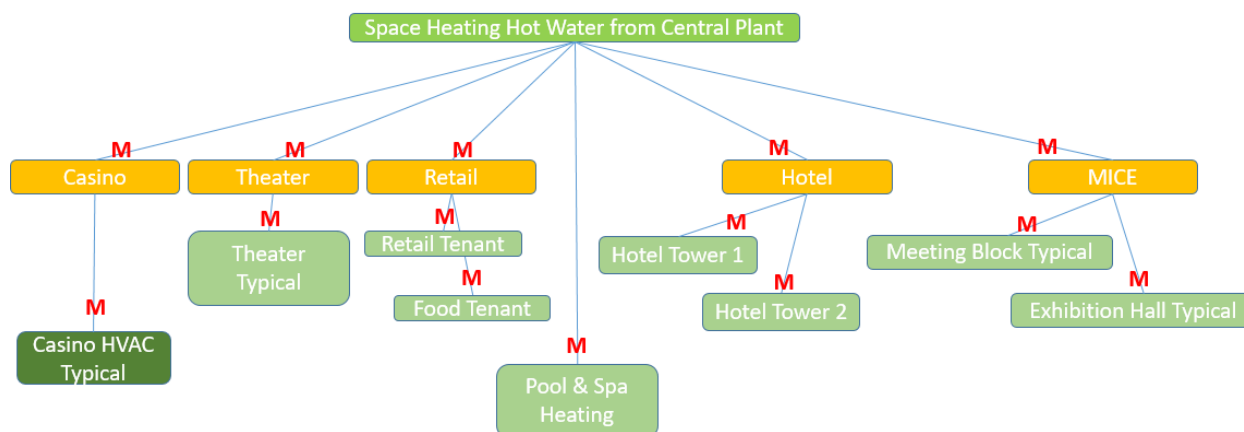 Space Heating Hot Water from Central Plant
M M M M M
Casino Theater Retail Hotel MICE
M M M M
Theater
Typical
Retail Tenant
Hotel Tower 1
Meeting Block Typical
M M M M
Food Tenant
Hotel Tower 2
Exhibition Hall Typical
Casino HVAC
Typical
M
Pool & Spa
Heating